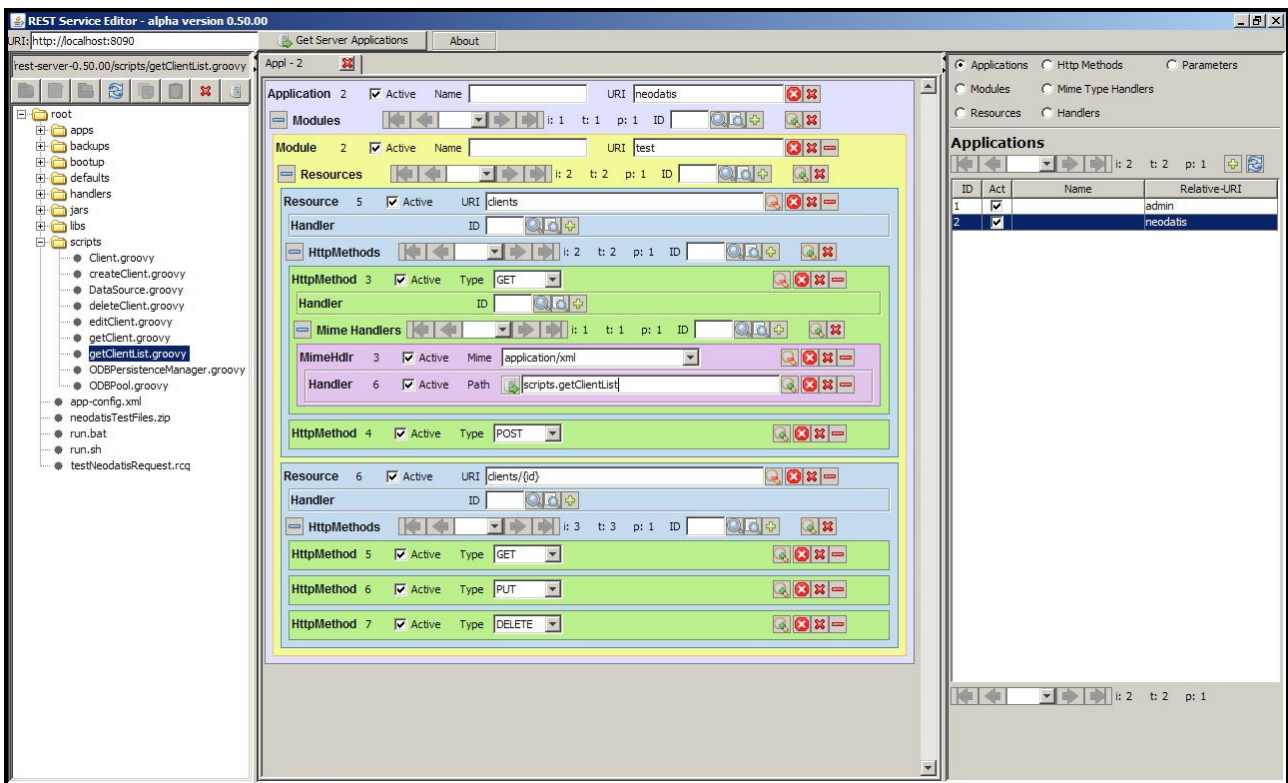 REST Service Editor - alpha version 0.50.00
URI: http://localhost:8090 Get Server Applications About
rest-server-0.50.00/scripts/getClientList.groovy
root
apps
backups
bootup
defaults
handlers
jars
libs
scripts
Client.groovy
createClient.groovy
DataSource.groovy
deleteClient.groovy
editClient.groovy
getClient.groovy
getClientList.groovy
ODBPersistenceManager.groovy
ODBPool.groovy
app-config.xml
neodatisTestFiles.zip
run.bat
run.sh
testNeodatisRequest.rcq
Appl - 2
Application 2 Active Name URI neodatis
Modules i: 1 t: 1 p: 1 ID
Module 2 Active Name URI test
Resources i: 2 t: 2 p: 1 ID
Resource 5 Active URI clients
Handler ID
HttpMethods i: 2 t: 2 p: 1 ID
HttpMethod 3 Active Type GET
Handler ID
Mime Handlers i: 1 t: 1 p: 1 ID
MimeHdlr 3 Active Mime application/xml
Handler 6 Active Path scripts.getClientList
HttpMethod 4 Active Type POST
Resource 6 Active URI clients/{id}
Handler ID
HttpMethods i: 3 t: 3 p: 1 ID
HttpMethod 5 Active Type GET
HttpMethod 6 Active Type PUT
HttpMethod 7 Active Type DELETE
Applications Http Methods Parameters
Modules Mime Type Handlers
Resources Handlers
Applications
i: 2 t: 2 p: 1
ID Act Name Relative-URI
1 admin
2 neodatis
i: 2 t: 2 p: 1